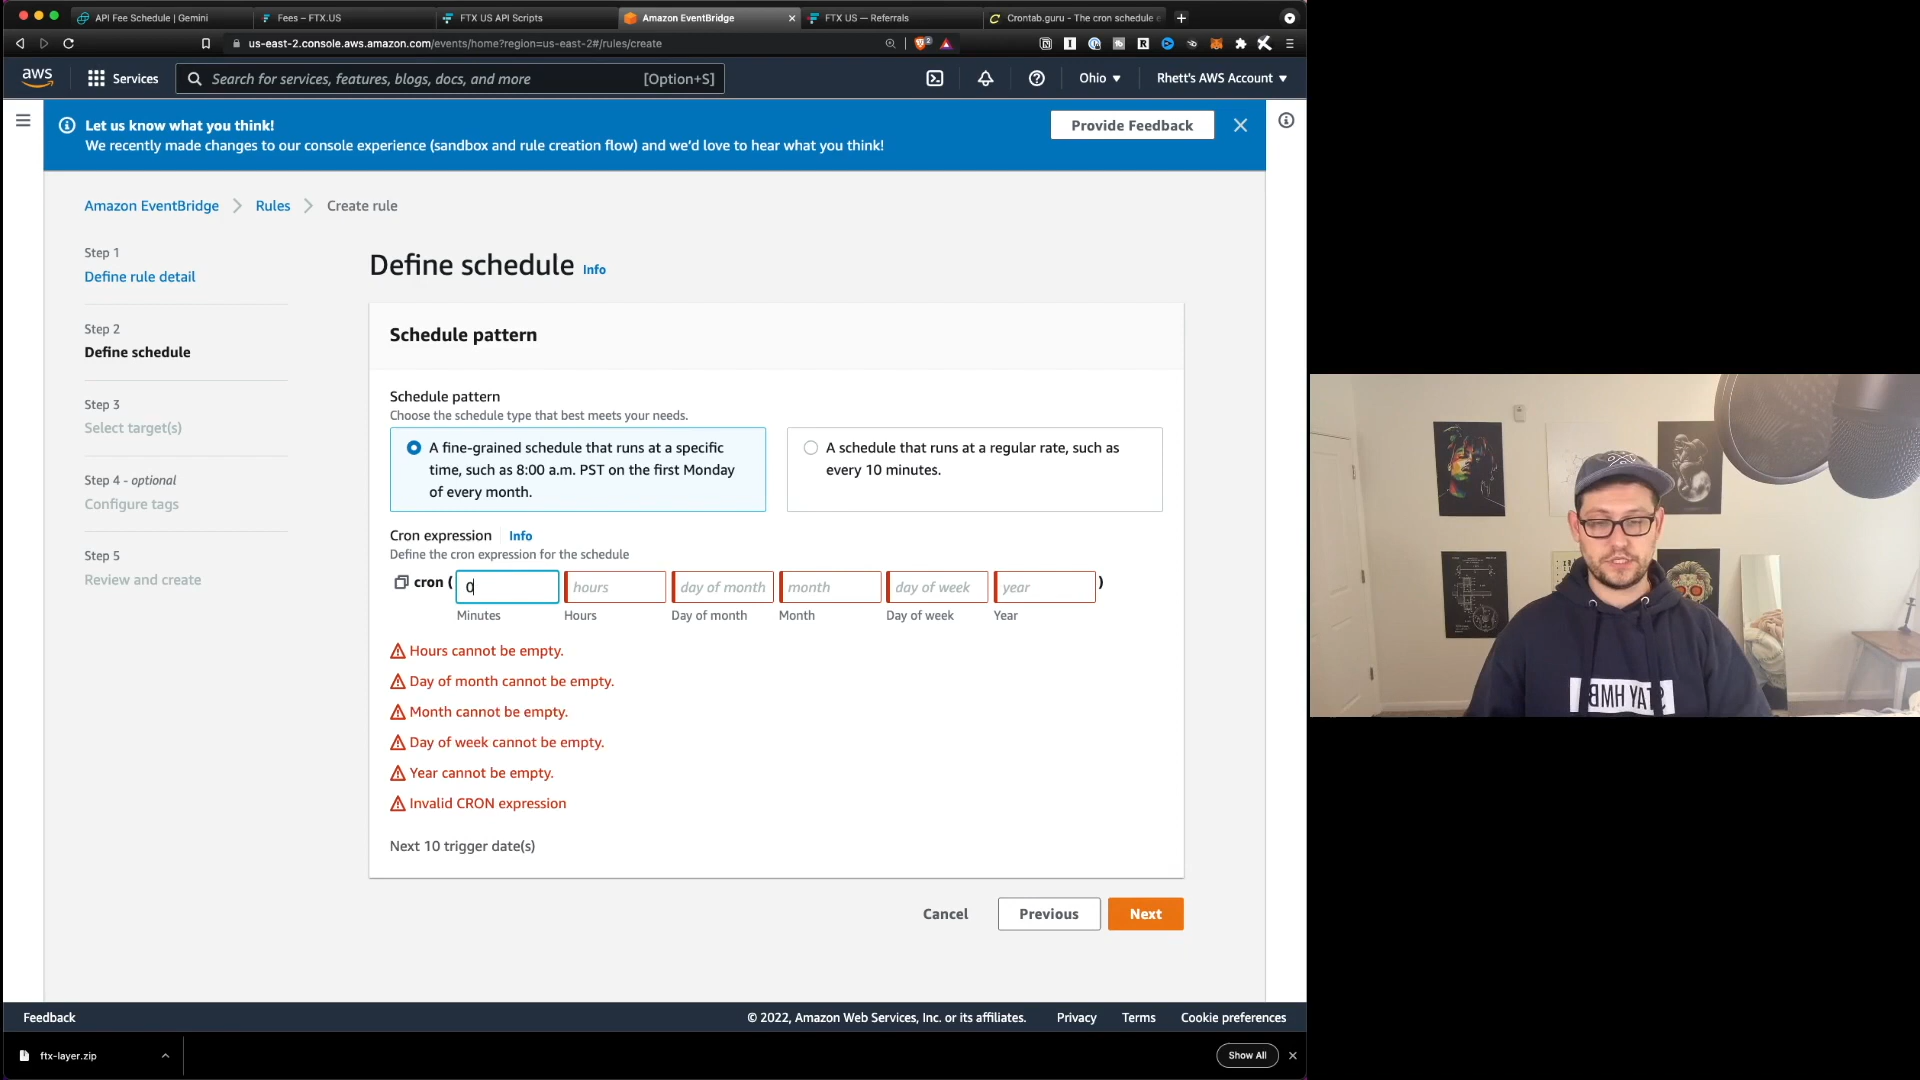 API Fee Schedule | Gemini
Fees – FTX.US
FTX US API Scripts
Amazon EventBridge
FTX US — Referrals
Crontab.guru - The cron schedule e
us-east-2.console.aws.amazon.com/events/home?region=us-east-2#/rules/create
aws
Services
Search for services, features, blogs, docs, and more
[Option+S]
Ohio
Rhett's AWS Account
Let us know what you think!
We recently made changes to our console experience (sandbox and rule creation flow) and we'd love to hear what you think!
Provide Feedback
Amazon EventBridge
Rules
Create rule
Step 1
Define rule detail
Step 2
Define schedule
Step 3
Select target(s)
Step 4 - optional
Configure tags
Step 5
Review and create
Define schedule Info
Schedule pattern
Schedule pattern
Choose the schedule type that best meets your needs.
A fine-grained schedule that runs at a specific
time, such as 8:00 a.m. PST on the first Monday
of every month.
A schedule that runs at a regular rate, such as
every 10 minutes.
Cron expression Info
Define the cron expression for the schedule
cron ( 0 hours day of month month day of week year )
Minutes Hours Day of month Month Day of week Year
Hours cannot be empty.
Day of month cannot be empty.
Month cannot be empty.
Day of week cannot be empty.
Year cannot be empty.
Invalid CRON expression
Next 10 trigger date(s)
Cancel
Previous
Next
Feedback
© 2022, Amazon Web Services, Inc. or its affiliates.
Privacy
Terms
Cookie preferences
ftx-layer.zip
Show All